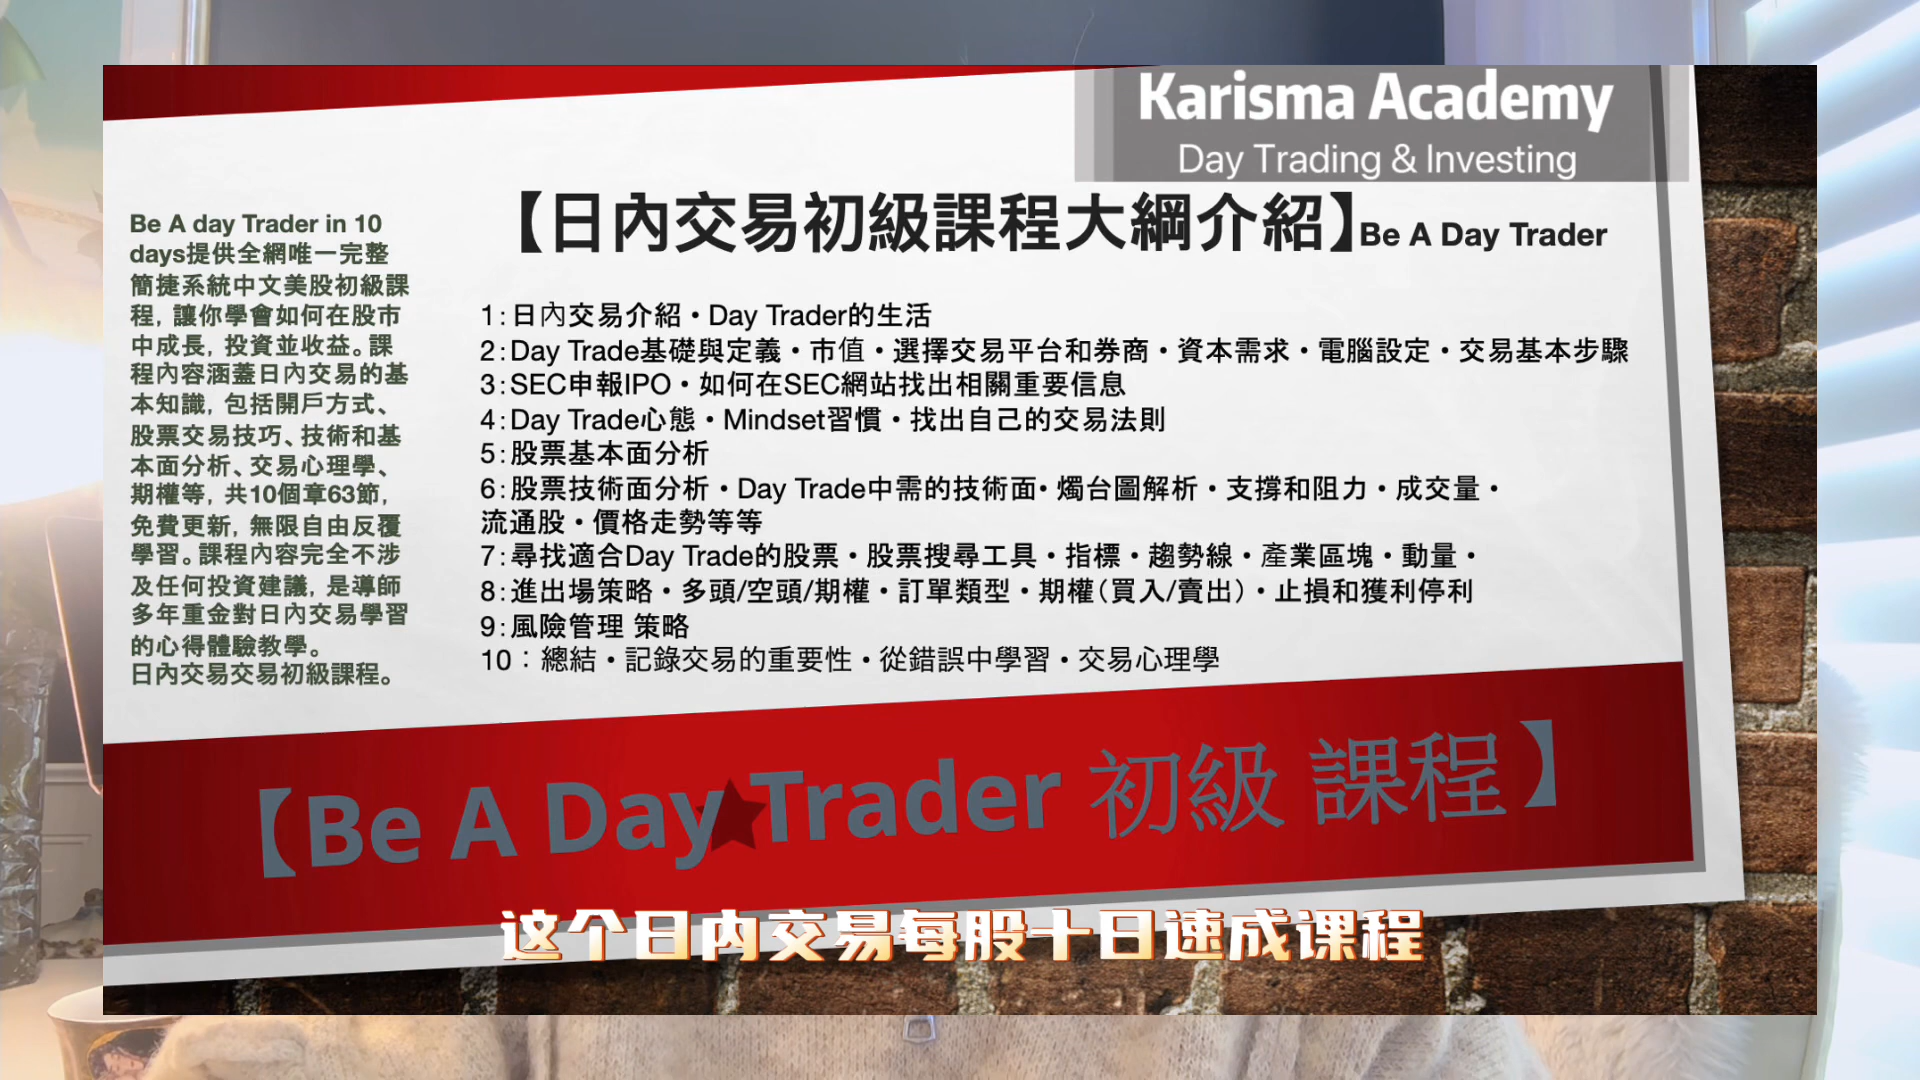 Karisma Academy
Day Trading & Investing
【日內交易初級課程大綱介紹】Be A Day Trader
Be A day Trader in 10
days提供全網唯一完整
簡捷系統中文美股初級課
程, 讓你學會如何在股市
中成長, 投資並收益。課
程內容涵蓋日內交易的基
本知識, 包括開戶方式、
股票交易技巧、技術和基
本面分析、交易心理學、
期權等, 共10個章63節,
免費更新, 無限自由反覆
學習。課程內容完全不涉
及任何投資建議, 是導師
多年重金對日內交易學習
的心得體驗教學。
日內交易交易初級課程。
1:日內交易介紹・Day Trader的生活
2:Day Trade基礎與定義・市值・選擇交易平台和券商・資本需求・電腦設定・交易基本步驟
3:SEC申報IPO・如何在SEC網站找出相關重要信息
4:Day Trade心態・Mindset習慣・找出自己的交易法則
5:股票基本面分析
6:股票技術面分析・Day Trade中需的技術面・燭台圖解析・支撐和阻力・成交量・
流通股・價格走勢等等
7:尋找適合Day Trade的股票・股票搜尋工具・指標・趨勢線・產業區塊・動量・
8:進出場策略・多頭/空頭/期權・訂單類型・期權(買入/賣出)・止損和獲利停利
9:風險管理 策略
10：總結・記錄交易的重要性・從錯誤中學習・交易心理學
【Be A Day Trader 初級 課程】
这个日内交易每股十日速成课程